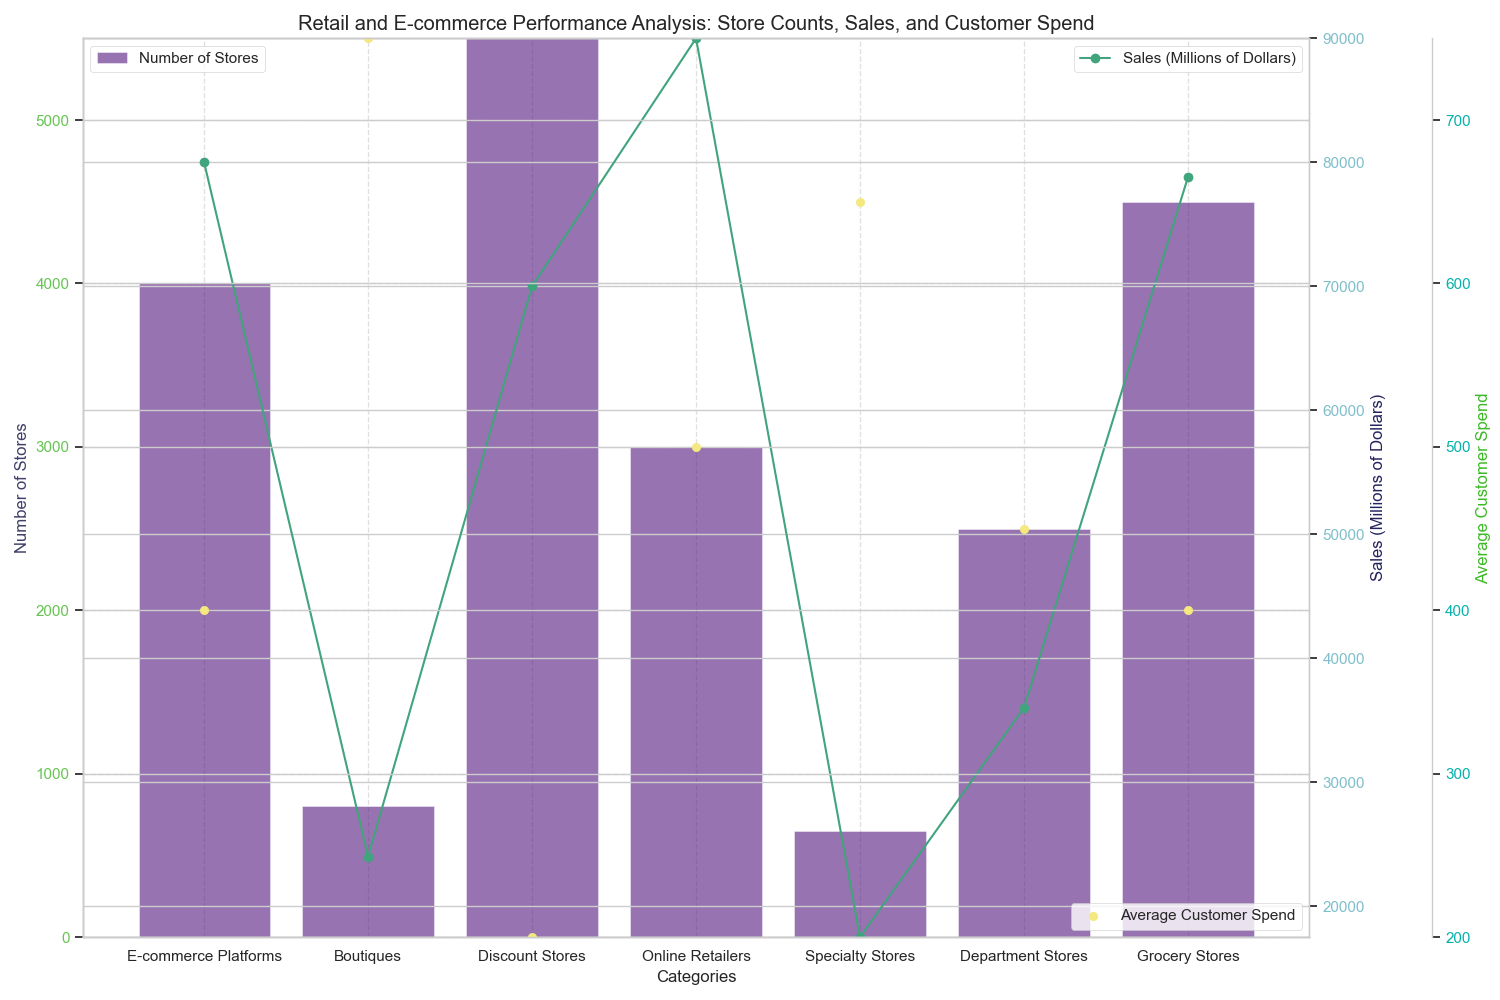 Retail and E-commerce Performance Analysis: Store Counts, Sales, and Customer Spend
Number of Stores
Sales (Millions of Dollars)
Average Customer Spend
Number of Stores
5000
4000
3000
2000
1000
0
E-commerce Platforms
Boutiques
Discount Stores
Online Retailers
Specialty Stores
Department Stores
Grocery Stores
Categories
90000
80000
70000
60000
50000
40000
30000
20000
Sales (Millions of Dollars)
700
600
500
400
300
200
Average Customer Spend